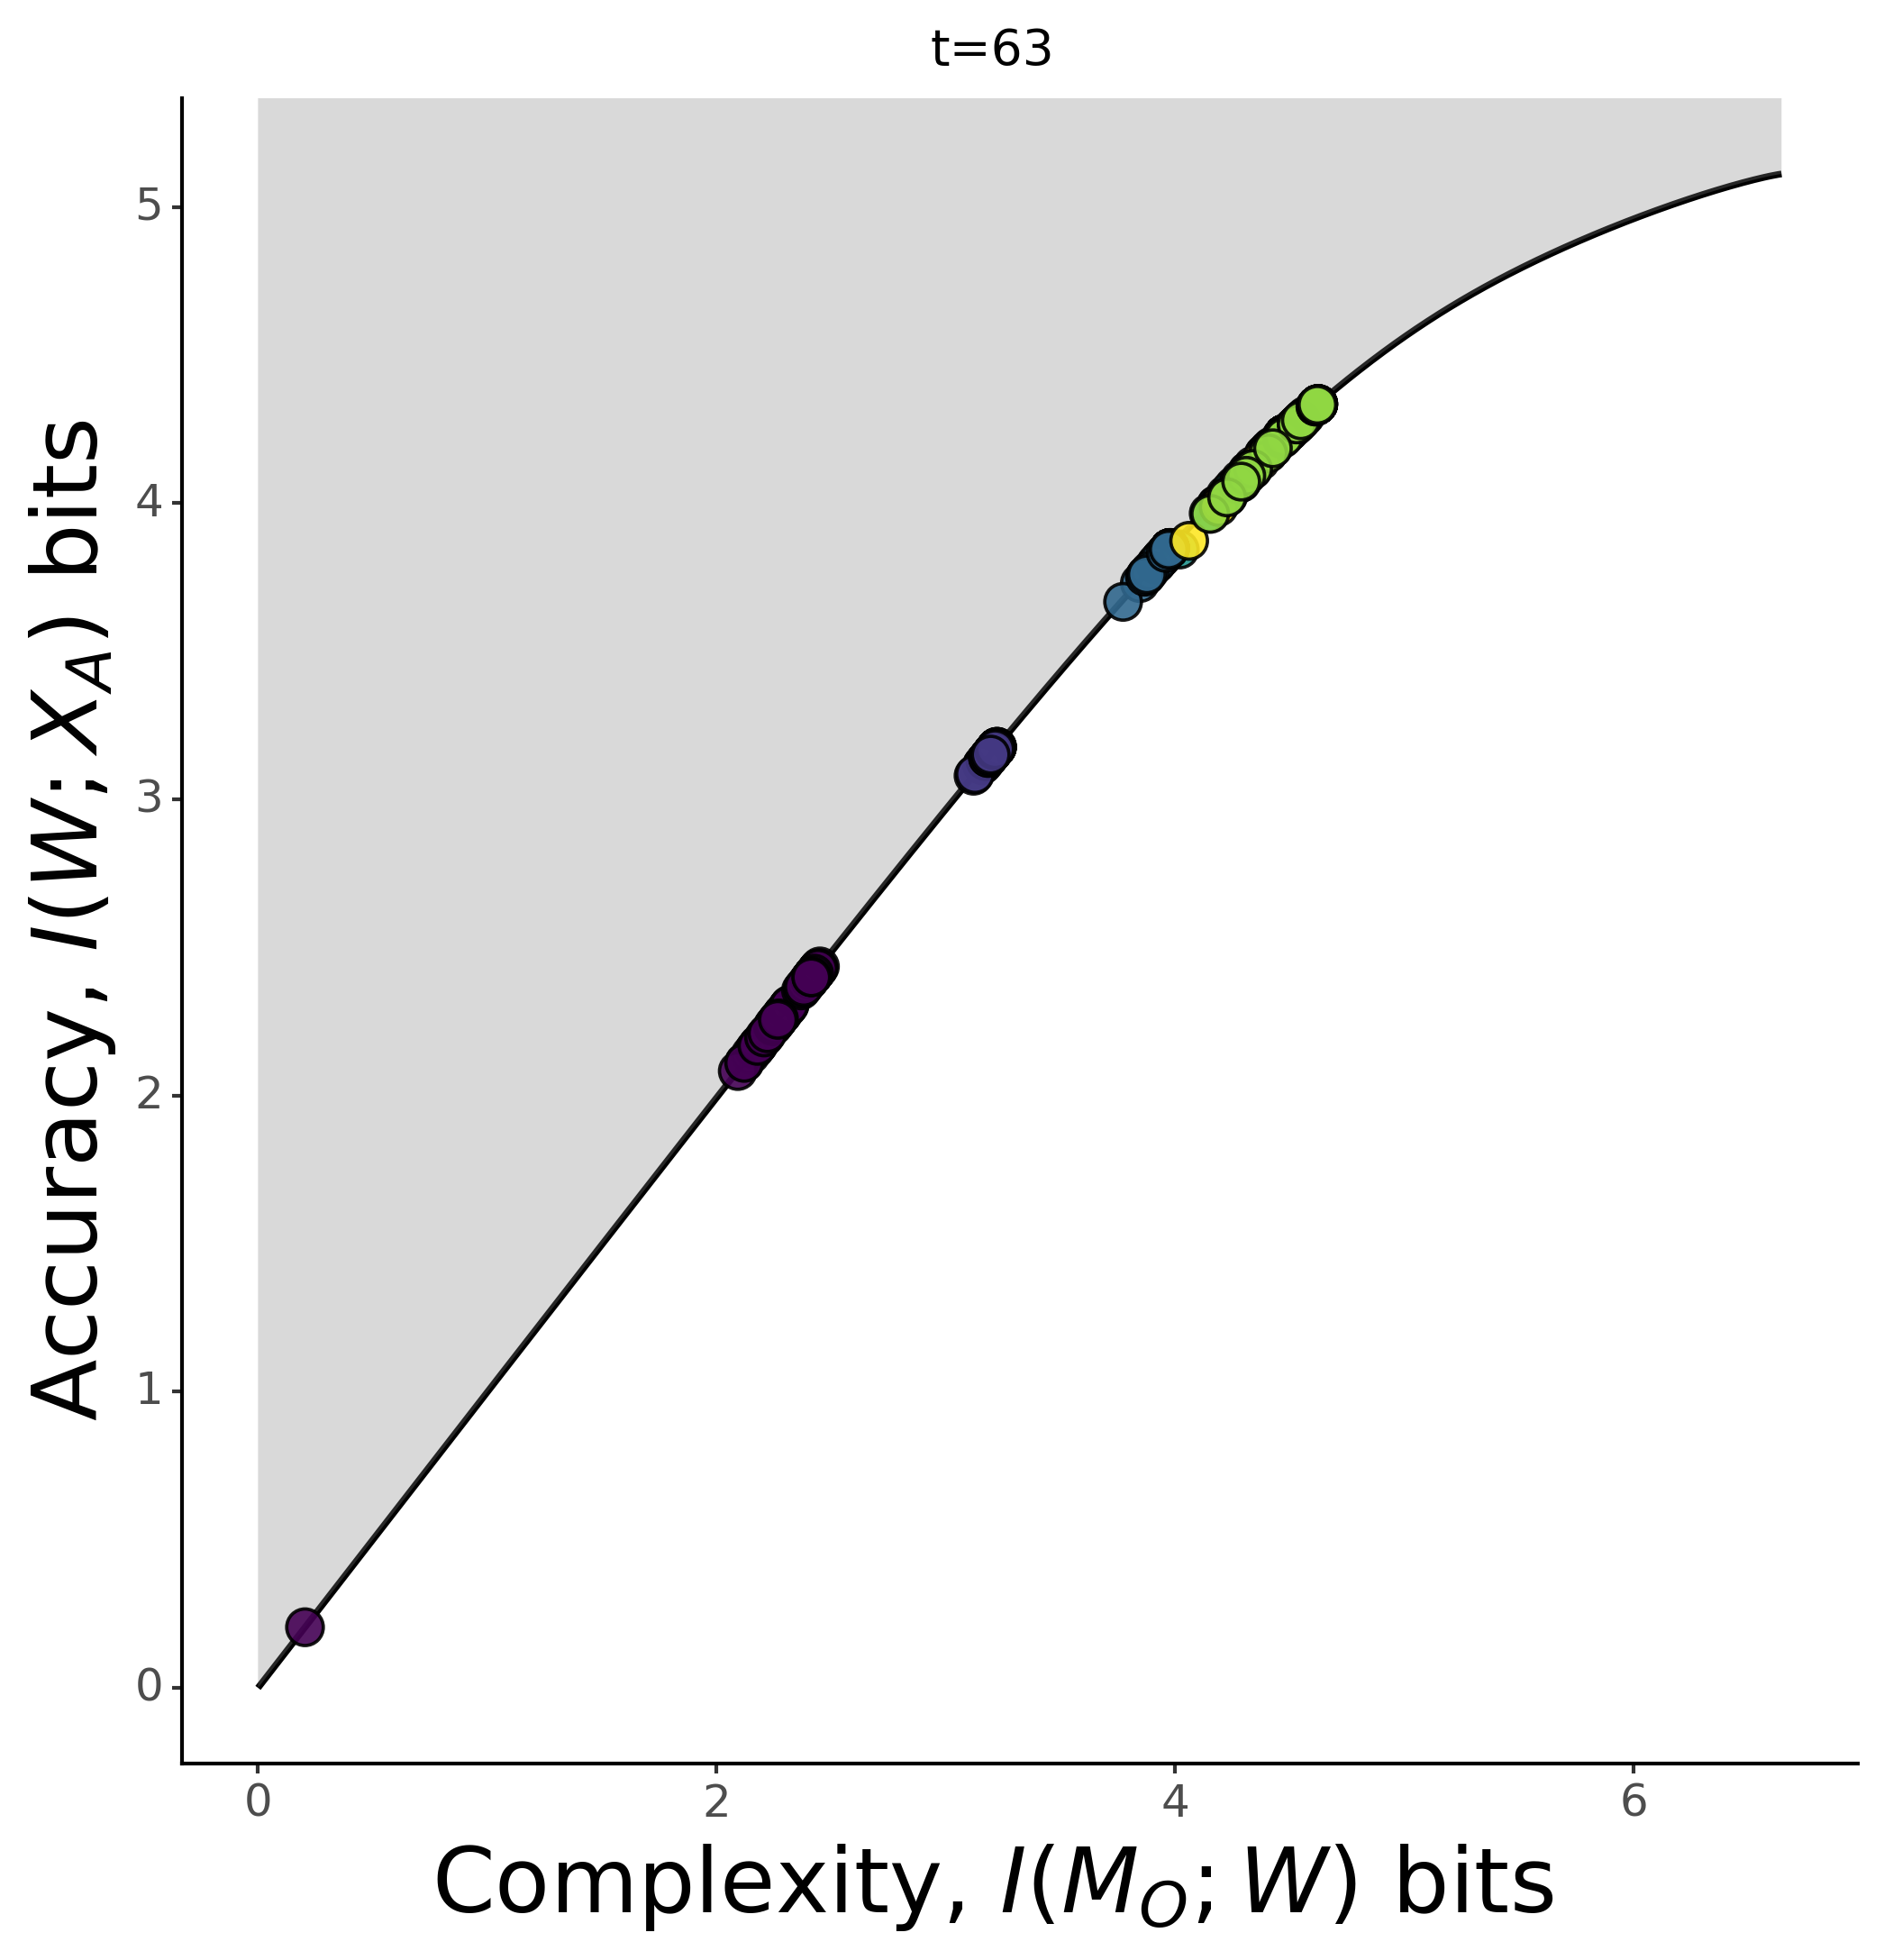 t=63
Accuracy, I(W; X_A) bits
5
4
3
2
1
0
0 2 4 6
Complexity, I(M_O; W) bits